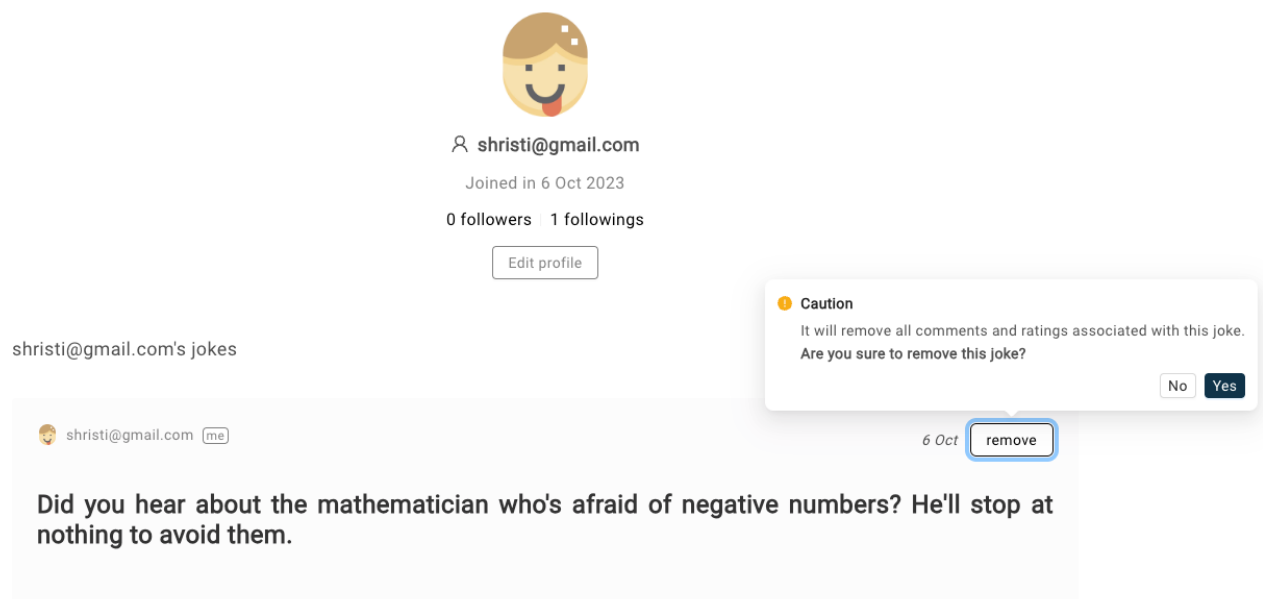 shristi@gmail.com
Joined in 6 Oct 2023
0 followers 1 followings
Edit profile
Caution
It will remove all comments and ratings associated with this joke.
Are you sure to remove this joke?
No Yes
shristi@gmail.com's jokes
shristi@gmail.com me
6 Oct remove
Did you hear about the mathematician who's afraid of negative numbers? He'll stop at
nothing to avoid them.